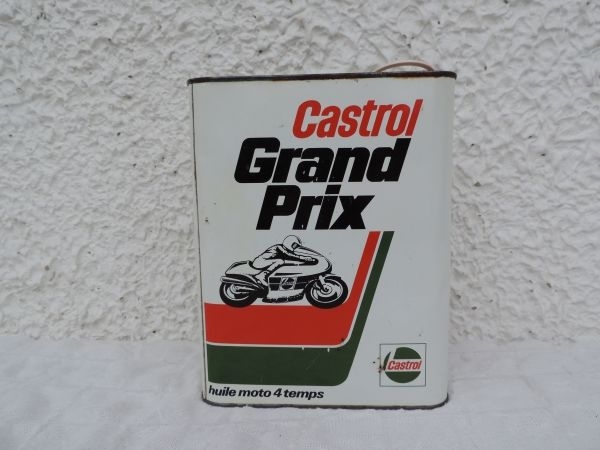 Castrol
Grand
Prix
Castrol
huile moto 4 temps